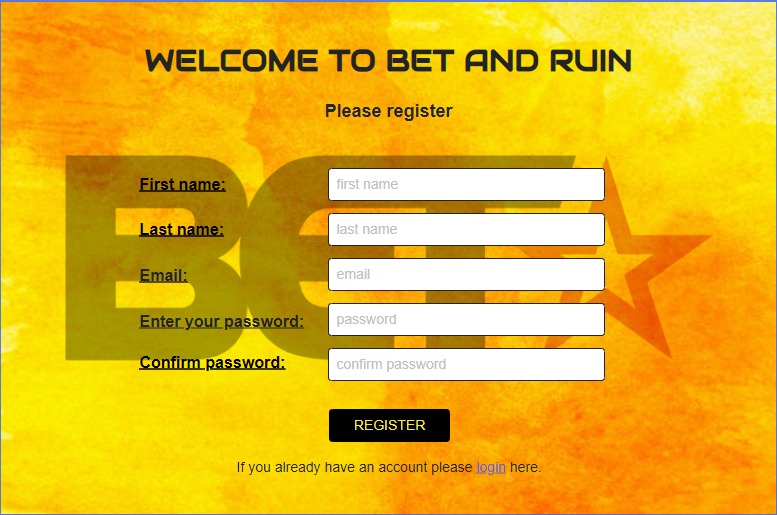 WELCOME TO BET AND RUIN
Please register
BET
First name: first name
Last name: last name
Email: email
Enter your password: password
Confirm password: confirm password
REGISTER
If you already have an account please login here.